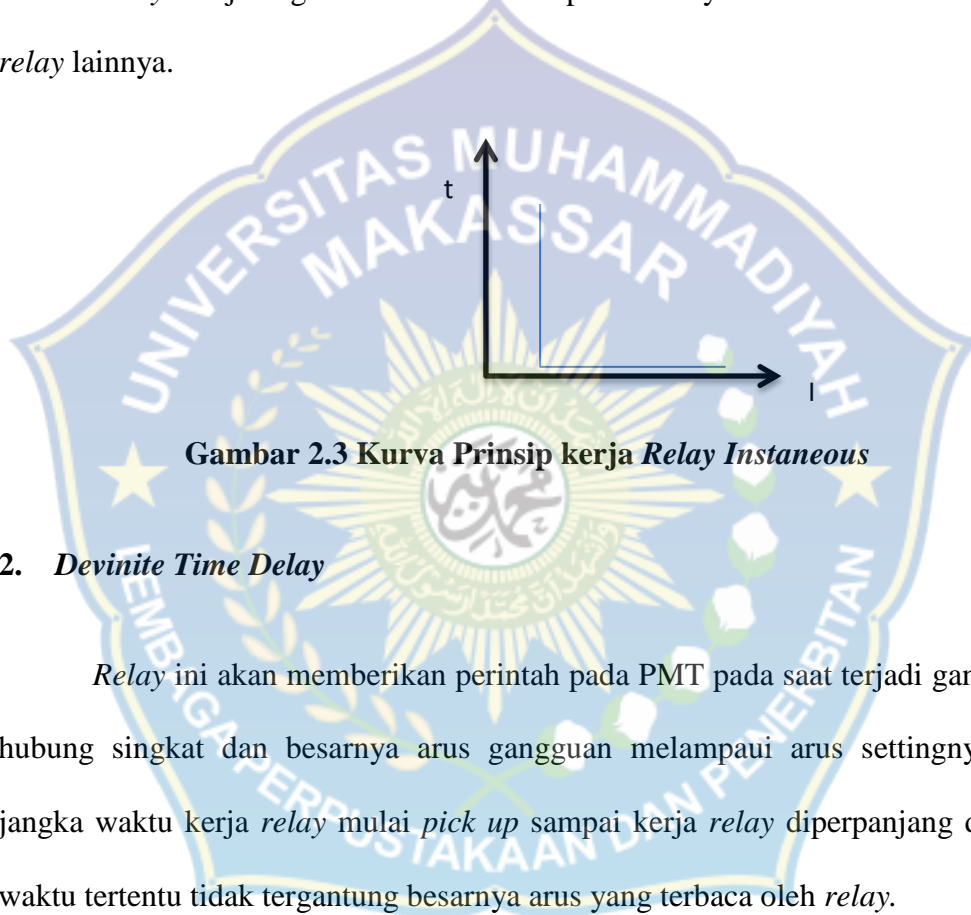 relay lainnya.
t
I
Gambar 2.3 Kurva Prinsip kerja Relay Instaneous
2. Devinite Time Delay
Relay ini akan memberikan perintah pada PMT pada saat terjadi
hubung singkat dan besarnya arus gangguan melampaui arus
jangka waktu kerja relay mulai pick up sampai kerja relay diperpanjang
waktu tertentu tidak tergantung besarnya arus yang terbaca oleh relay.
UNIVERSITAS MUHAMMADIYAH
MAKASSAR
LEMBAGA PERPUSTAKAAN DAN PENERBITAN
محمد